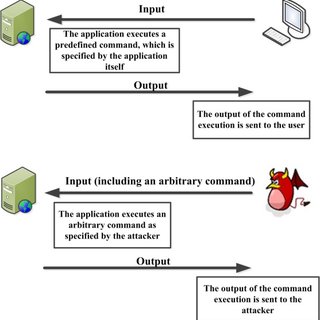 Input
The application executes a
predefined command, which is
specified by the application
itself
Output
The output of the command
execution is sent to the user
Input (including an arbitrary command)
The application executes an
arbitrary command as
specified by the attacker
Output
The output of the command
execution is sent to the
attacker